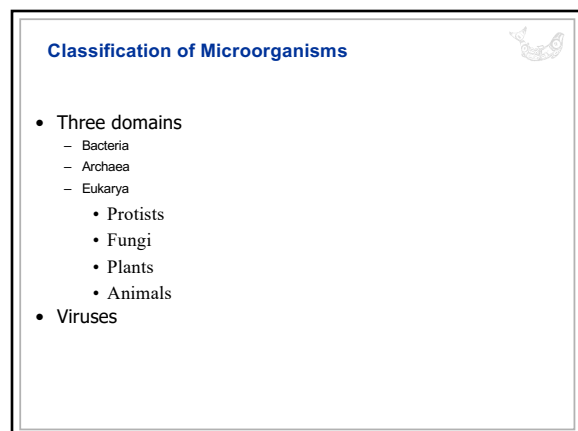 Classification of Microorganisms
• Three domains
– Bacteria
– Archaea
– Eukarya
• Protists
• Fungi
• Plants
• Animals
• Viruses